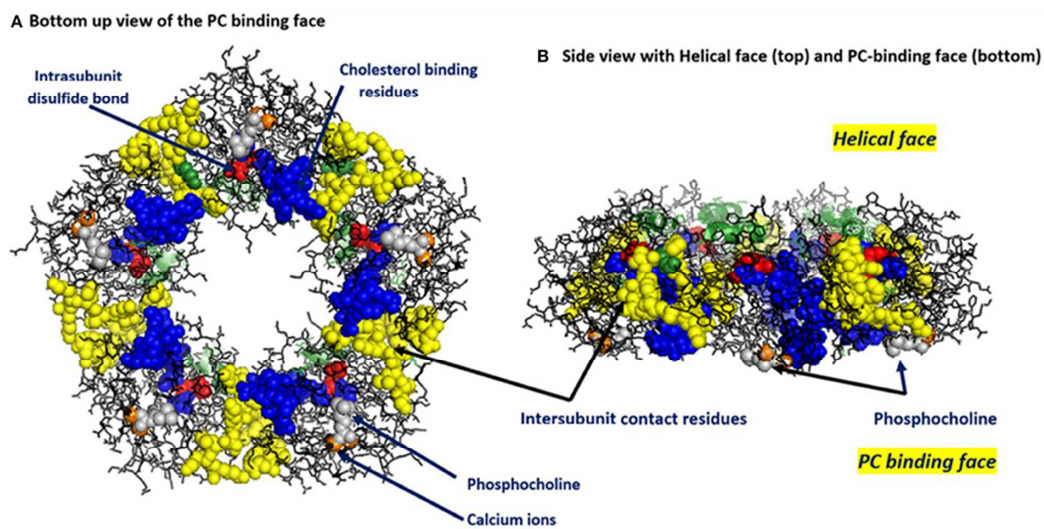 A Bottom up view of the PC binding face
Intrasubunit
disulfide bond
Cholesterol binding
residues
B Side view with Helical face (top) and PC-binding face (bottom)
Helical face
Intersubunit contact residues
Phosphocholine
PC binding face
Phosphocholine
Calcium ions